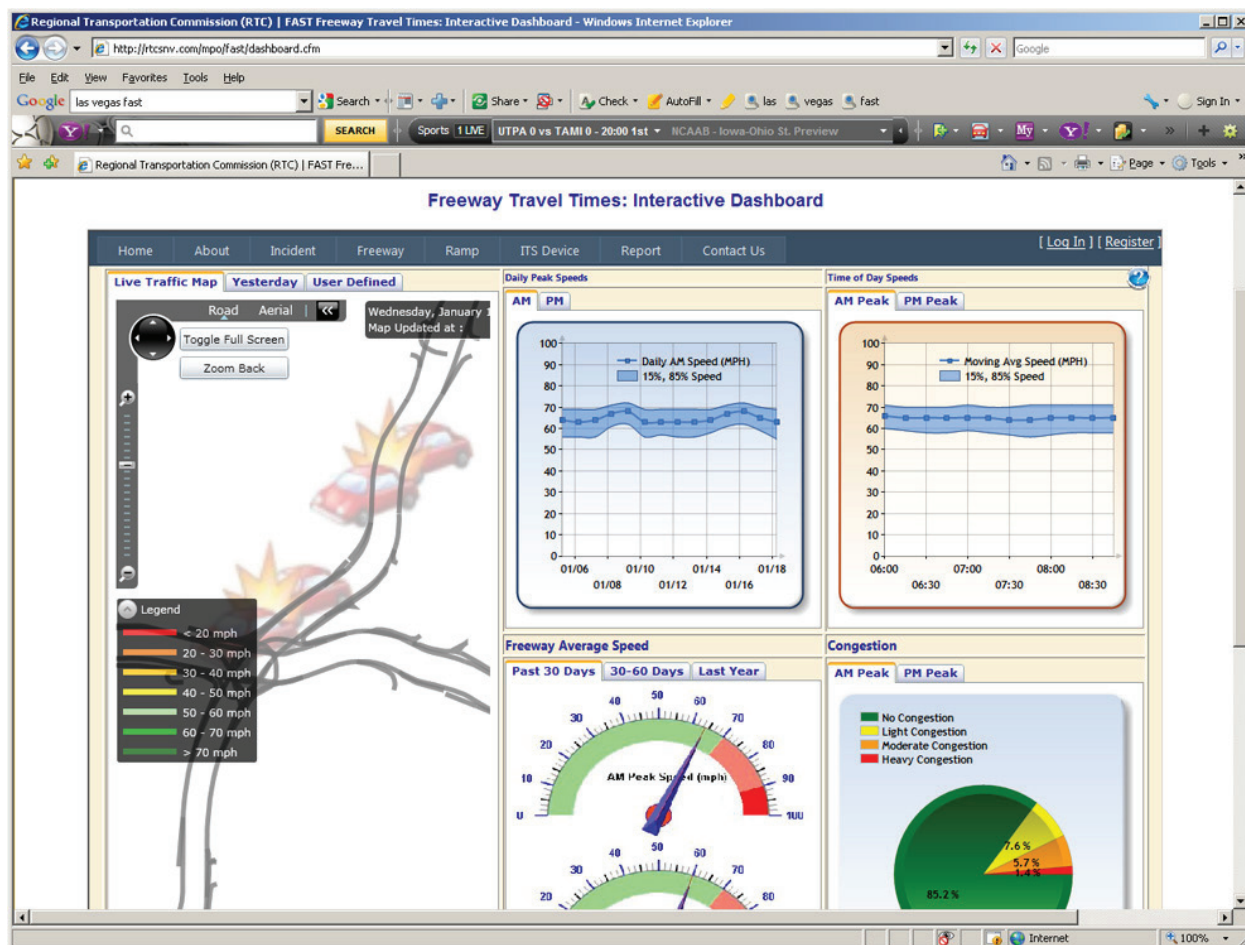 Regional Transportation Commission (RTC) | FAST Freeway Travel Times: Interactive Dashboard - Windows Internet Explorer
http://rtcsnv.com/mpo/fast/dashboard.cfm
Google
File Edit View Favorites Tools Help
Google las vegas fast Search Share Check AutoFill las vegas fast Sign In
Y! SEARCH Sports 1 LIVE UTPA 0 vs TAMI 0 - 20:00 1st NCAAB - Iowa-Ohio St. Preview My Y!
Regional Transportation Commission (RTC) | FAST Fre... Page Tools
Freeway Travel Times: Interactive Dashboard
Home About Incident Freeway Ramp ITS Device Report Contact Us [ Log In ] [ Register ]
Live Traffic Map Yesterday User Defined
Road Aerial
Wednesday, January 1
Map Updated at :
Toggle Full Screen
Zoom Back
Legend
< 20 mph
20 - 30 mph
30 - 40 mph
40 - 50 mph
50 - 60 mph
60 - 70 mph
> 70 mph
Daily Peak Speeds
AM PM
Daily AM Speed (MPH)
15%, 85% Speed
100
90
80
70
60
50
40
30
20
10
0
01/06 01/10 01/14 01/18
01/08 01/12 01/16
Time of Day Speeds
AM Peak PM Peak
Moving Avg Speed (MPH)
15%, 85% Speed
100
90
80
70
60
50
40
30
20
10
0
06:00 07:00 08:00
06:30 07:30 08:30
Freeway Average Speed
Past 30 Days 30-60 Days Last Year
0 10 20 30 40 50 60 70 80 90 100
AM Peak Speed (mph)
20 30 40 50 60 70 80
Congestion
AM Peak PM Peak
No Congestion
Light Congestion
Moderate Congestion
Heavy Congestion
7.6 %
5.7 %
1.4 %
85.2 %
Internet 100%